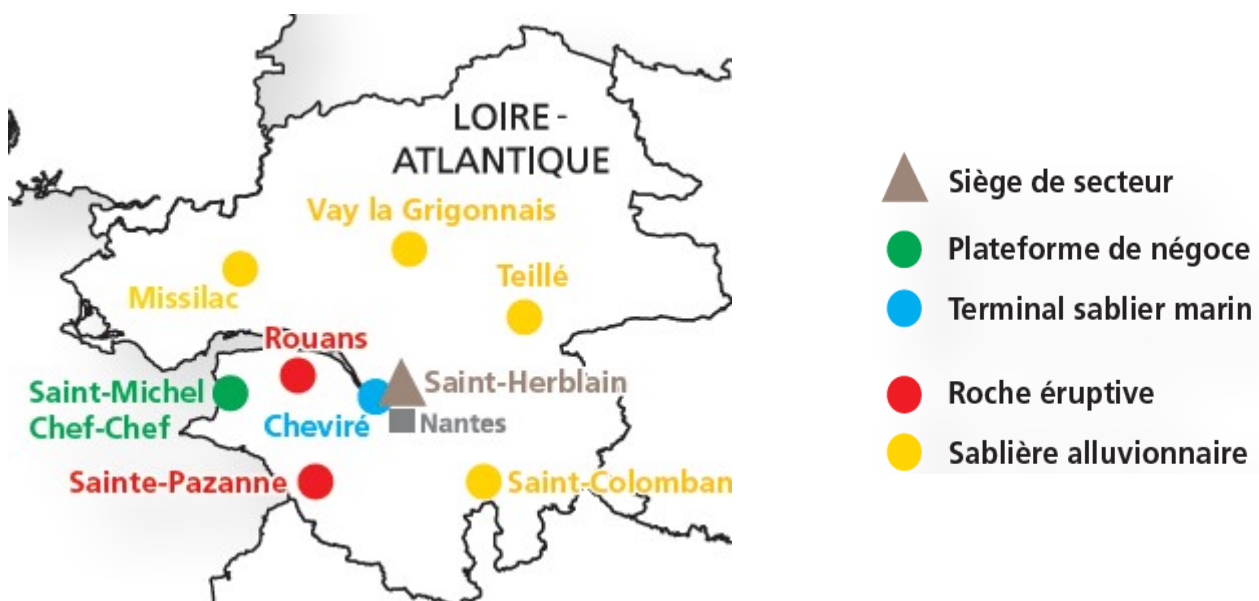 LOIRE-
ATLANTIQUE
Vay la Grigonnais
Teillé
Missilac
Rouans
Saint-Michel
Chef-Chef
Saint-Herblain
Cheviré
Nantes
Sainte-Pazanne
Saint-Colomban
Siège de secteur
Plateforme de négoce
Terminal sablier marin
Roche éruptive
Sablière alluvionnaire